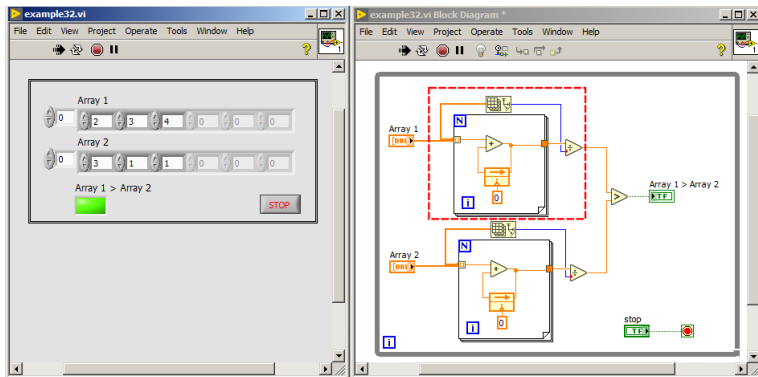 example32.vi
File Edit View Project Operate Tools Window Help
1
Array 1
0 2 3 4 0 0 0
Array 2
0 3 1 1 0 0 0
Array 1 > Array 2
STOP
example32.vi Block Diagram *
File Edit View Project Operate Tools Window Help
1
N
Array 1
DBL
+
÷
0
i
Array 1 > Array 2
>
TF
N
Array 2
DBL
+
÷
0
i
stop
TF
i